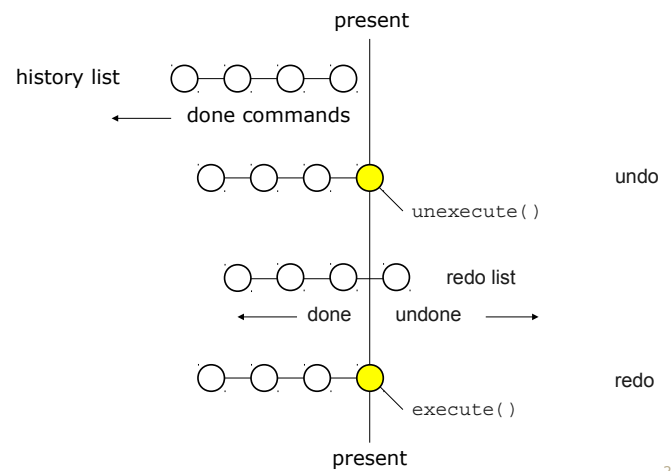 present
history list
done commands
undo
unexecute()
redo list
done undone
redo
execute()
present